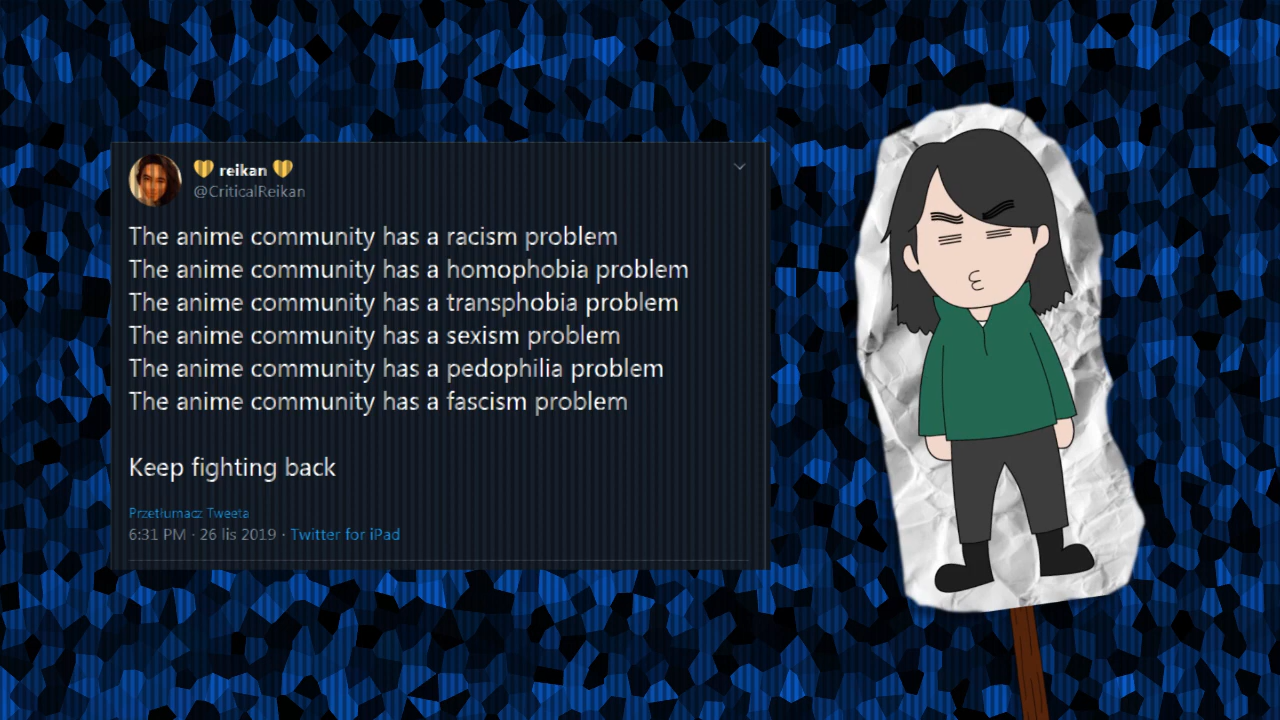 💛 reikan 💛
@CriticalReikan
The anime community has a racism problem
The anime community has a homophobia problem
The anime community has a transphobia problem
The anime community has a sexism problem
The anime community has a pedophilia problem
The anime community has a fascism problem
Keep fighting back
Przetłumacz Tweeta
6:31 PM · 26 lis 2019 · Twitter for iPad